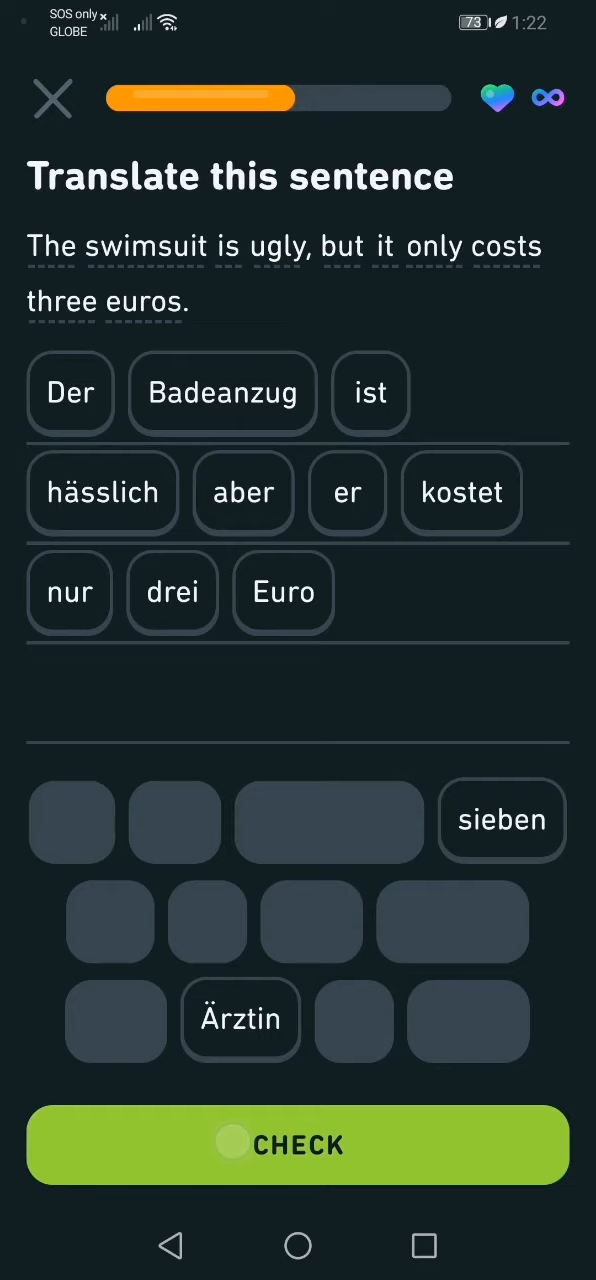 SOS only
GLOBE
73 1:22
Translate this sentence
The swimsuit is ugly, but it only costs
three euros.
Der Badeanzug ist
hässlich aber er kostet
nur drei Euro
sieben
Ärztin
CHECK